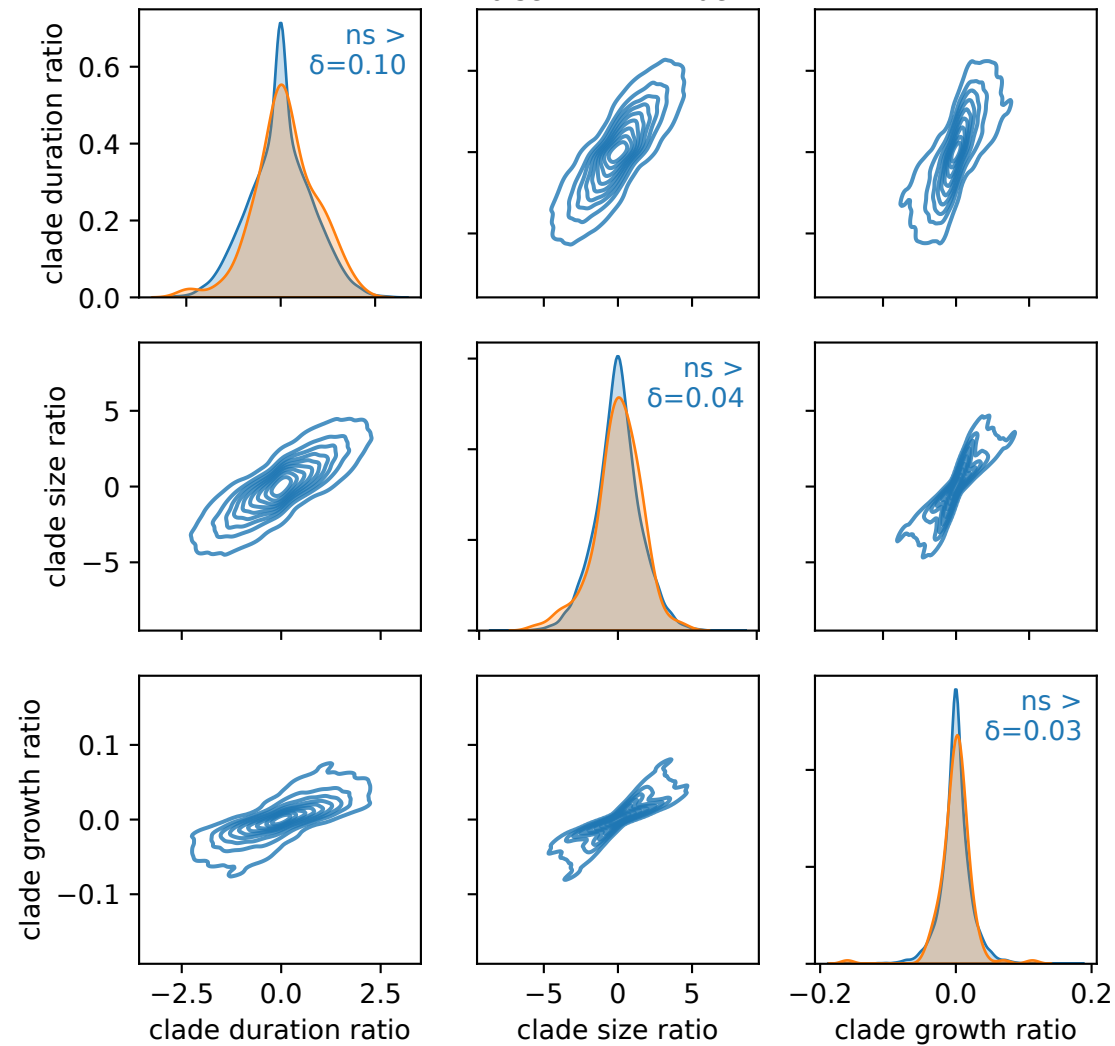 clade duration ratio
0.6
0.4
0.2
0.0
ns >
δ=0.10
clade size ratio
5
0
−5
ns >
δ=0.04
clade growth ratio
0.1
0.0
−0.1
ns >
δ=0.03
−2.5 0.0 2.5
−5 0 5
−0.2 0.0 0.2
clade duration ratio
clade size ratio
clade growth ratio